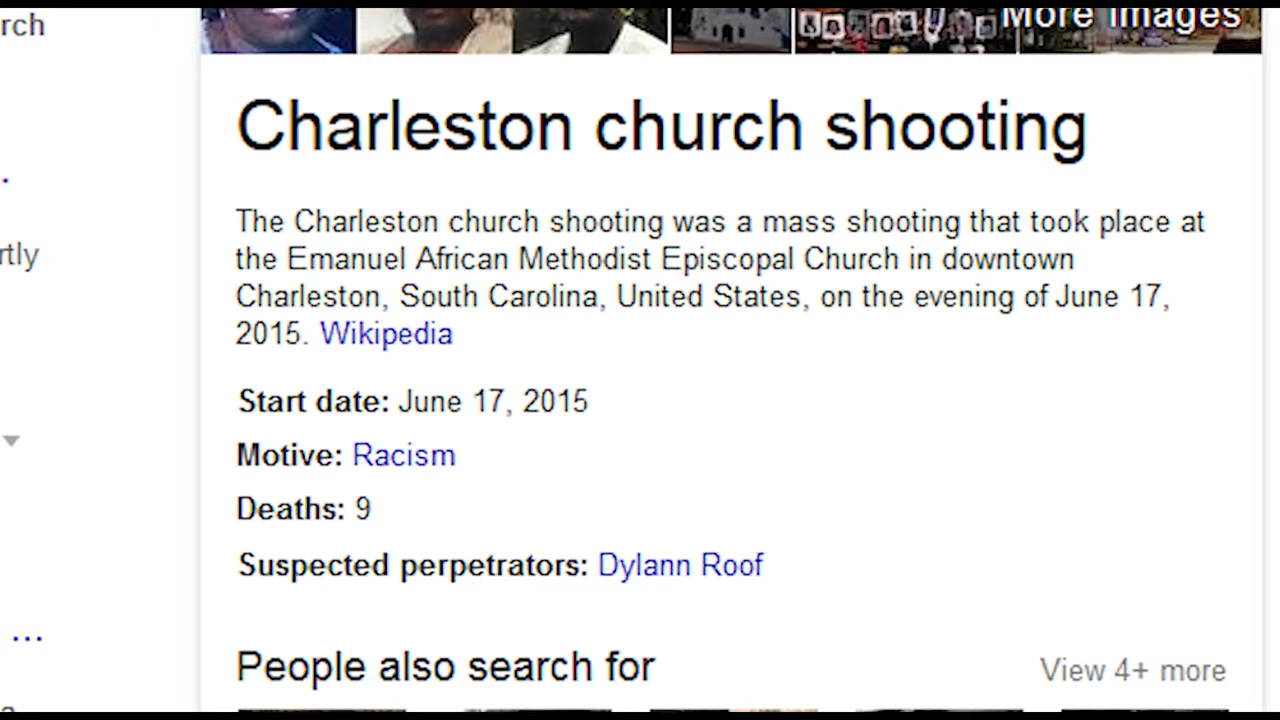 rch
More images
Charleston church shooting
.
The Charleston church shooting was a mass shooting that took place at
rtly
the Emanuel African Methodist Episcopal Church in downtown
Charleston, South Carolina, United States, on the evening of June 17,
2015. Wikipedia
Start date: June 17, 2015
Motive: Racism
Deaths: 9
Suspected perpetrators: Dylann Roof
...
People also search for
View 4+ more